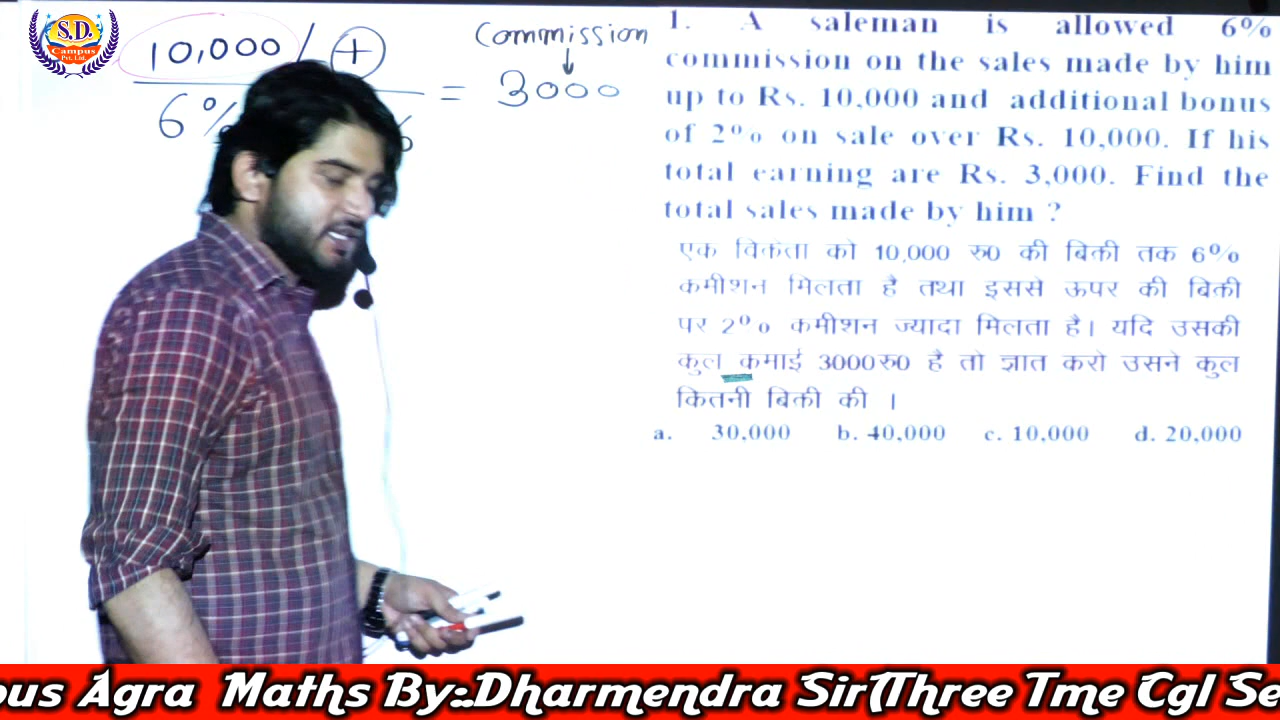 S.D.
Campus
Pvt. Ltd.
10,000 / +
6%
%
= 3000
Commission
1. A saleman is allowed 6%
commission on the sales made by him
up to Rs. 10,000 and additional bonus
of 2% on sale over Rs. 10,000. If his
total earning are Rs. 3,000. Find the
total sales made by him ?
एक विकंता को 10,000 रू0 की बिकी तक 6%
कमीशन मिलता है तथा इससे ऊपर की बिकी
पर 2% कमीशन ज्यादा मिलता है। यदि उसकी
कुल कमाई 3000रू0 है तो ज्ञात करो उसने कुल
कितनी बिकी की ।
a. 30,000 b. 40,000 c. 10,000 d. 20,000
pus Agra Maths By:-Dharmendra Sir(Three Tme Cgl Se